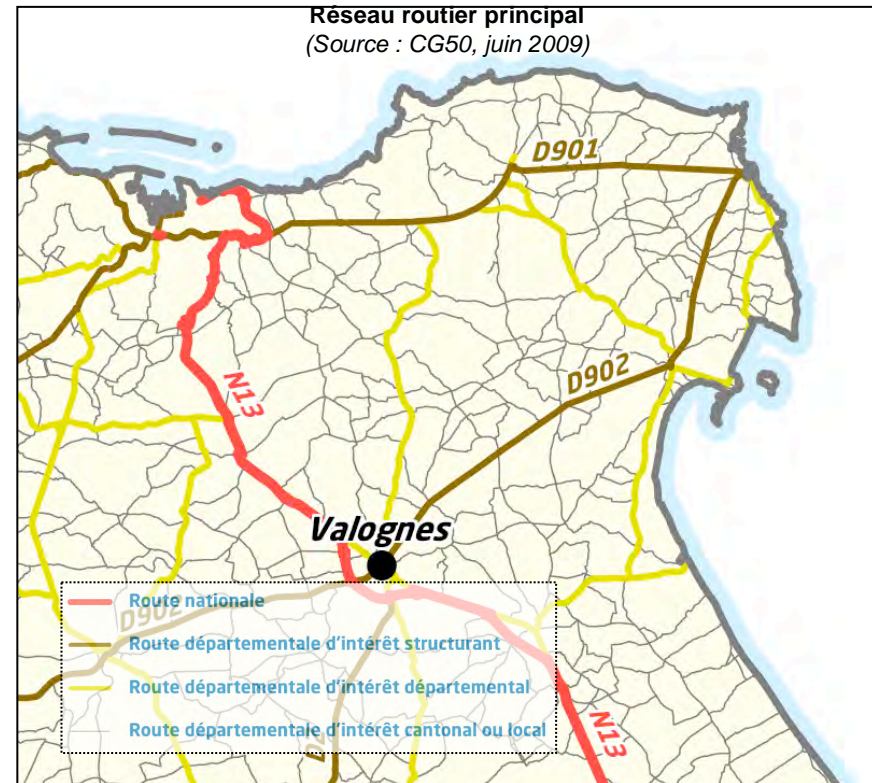 Réseau routier principal
(Source : CG50, juin 2009)
D901
D902
N13
Valognes
Route nationale
D902
Route départementale d'intérêt structurant
Route départementale d'intérêt départemental
Route départementale d'intérêt cantonal ou local
N13